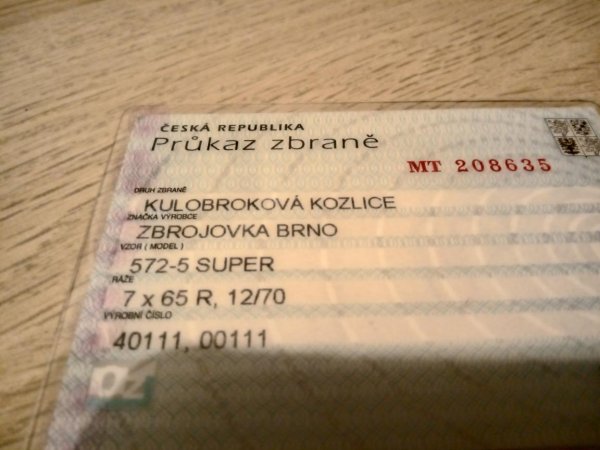 ČESKÁ REPUBLIKA
Průkaz zbraně
MT 208635
DRUH ZBRANĚ
KULOBROKOVÁ KOZLICE
ZNAČKA VÝROBCE
ZBROJOVKA BRNO
VZOR ( MODEL )
572-5 SUPER
RÁŽE
7 x 65 R, 12/70
VÝROBNÍ ČÍSLO
40111, 00111